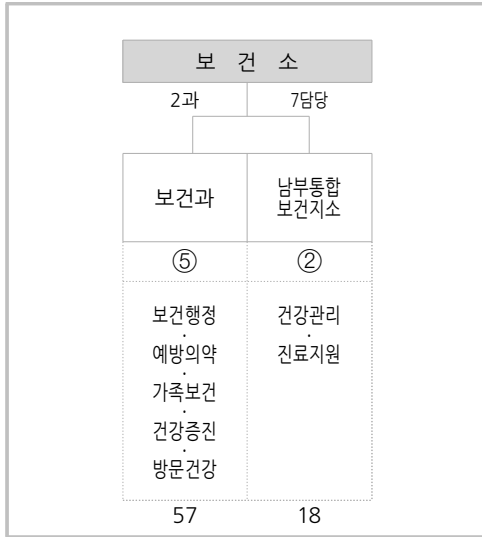 보 건 소
2과 7담당
보건과
남부통합
보건지소
⑤ ②
보건행정
·
예방의약
·
가족보건
·
건강증진
·
방문건강
건강관리
·
진료지원
57 18